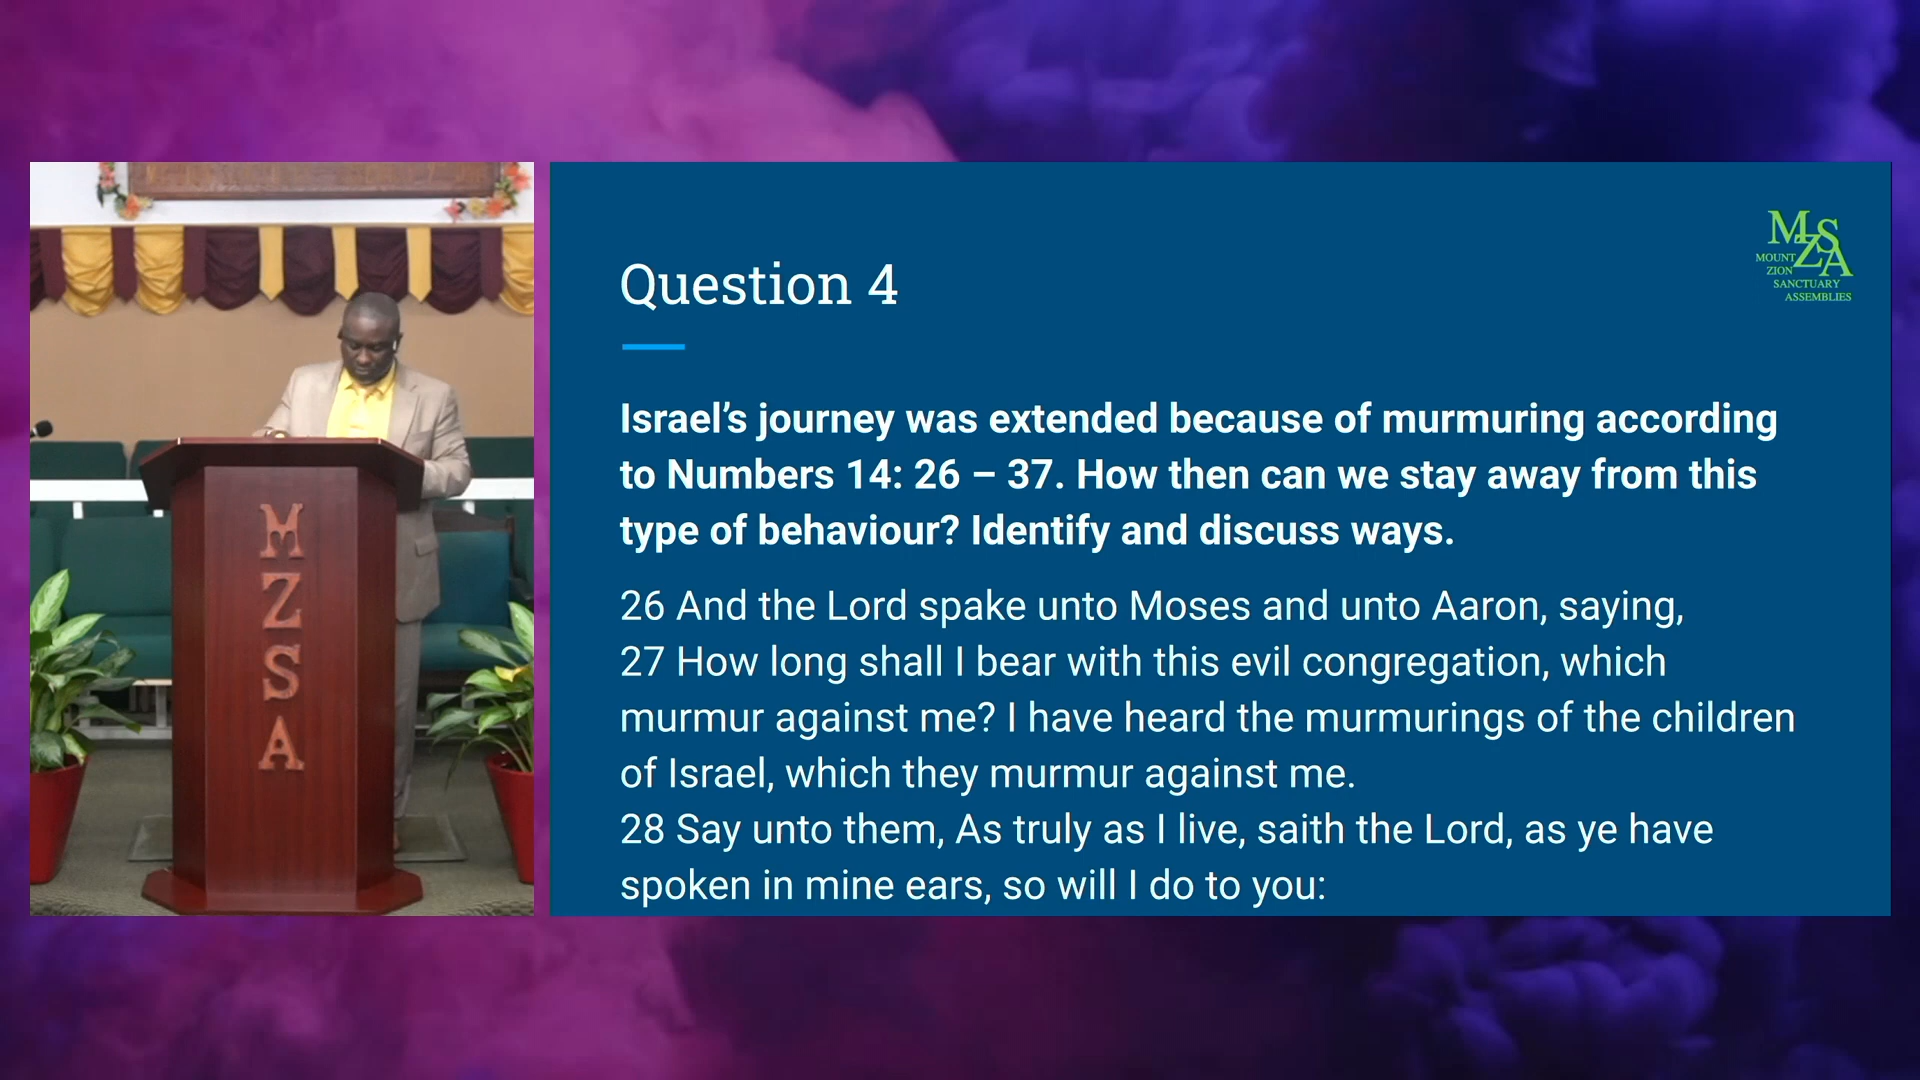 M
Z
S
A
MZSA
MOUNT
ZION
SANCTUARY
ASSEMBLIES
Question 4
Israel’s journey was extended because of murmuring according
to Numbers 14: 26 – 37. How then can we stay away from this
type of behaviour? Identify and discuss ways.
26 And the Lord spake unto Moses and unto Aaron, saying,
27 How long shall I bear with this evil congregation, which
murmur against me? I have heard the murmurings of the children
of Israel, which they murmur against me.
28 Say unto them, As truly as I live, saith the Lord, as ye have
spoken in mine ears, so will I do to you: